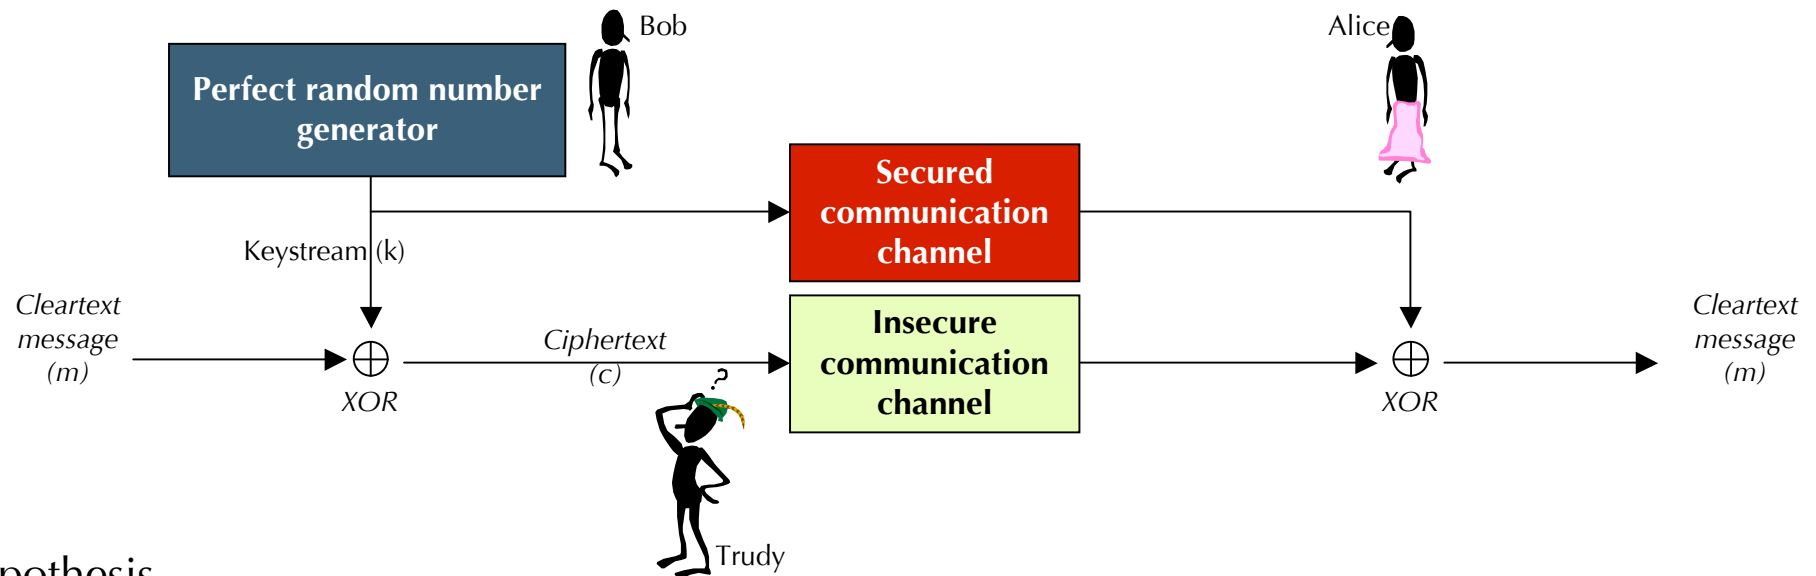 Bob
Alice
Perfect random number
generator
Secured
communication
channel
Keystream (k)
Cleartext
message
(m)
XOR
Ciphertext
(c)
?
Insecure
communication
channel
XOR
Cleartext
message
(m)
Trudy
pothesis